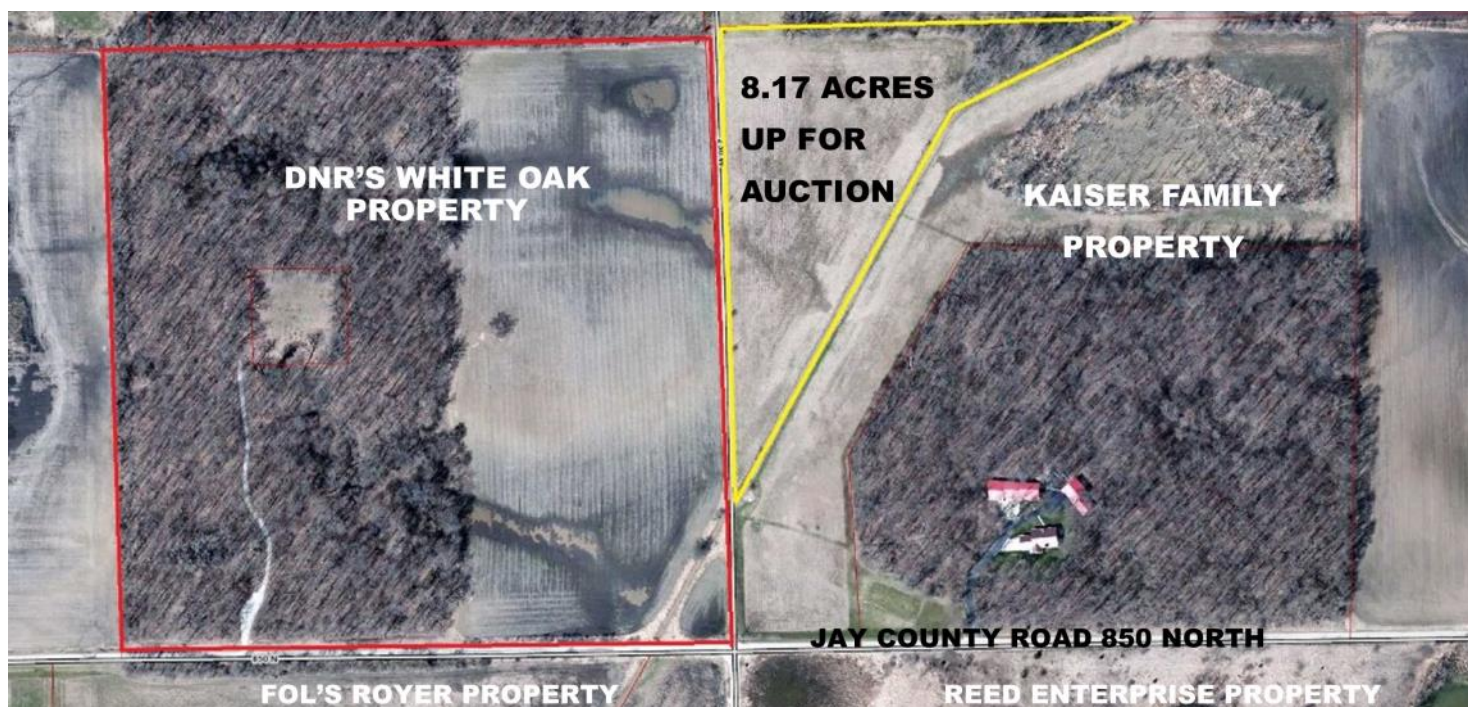 8.17 ACRES
UP FOR
AUCTION
DNR'S WHITE OAK
PROPERTY
KAISER FAMILY
PROPERTY
JAY COUNTY ROAD 850 NORTH
850 N
FOL'S ROYER PROPERTY
REED ENTERPRISE PROPERTY